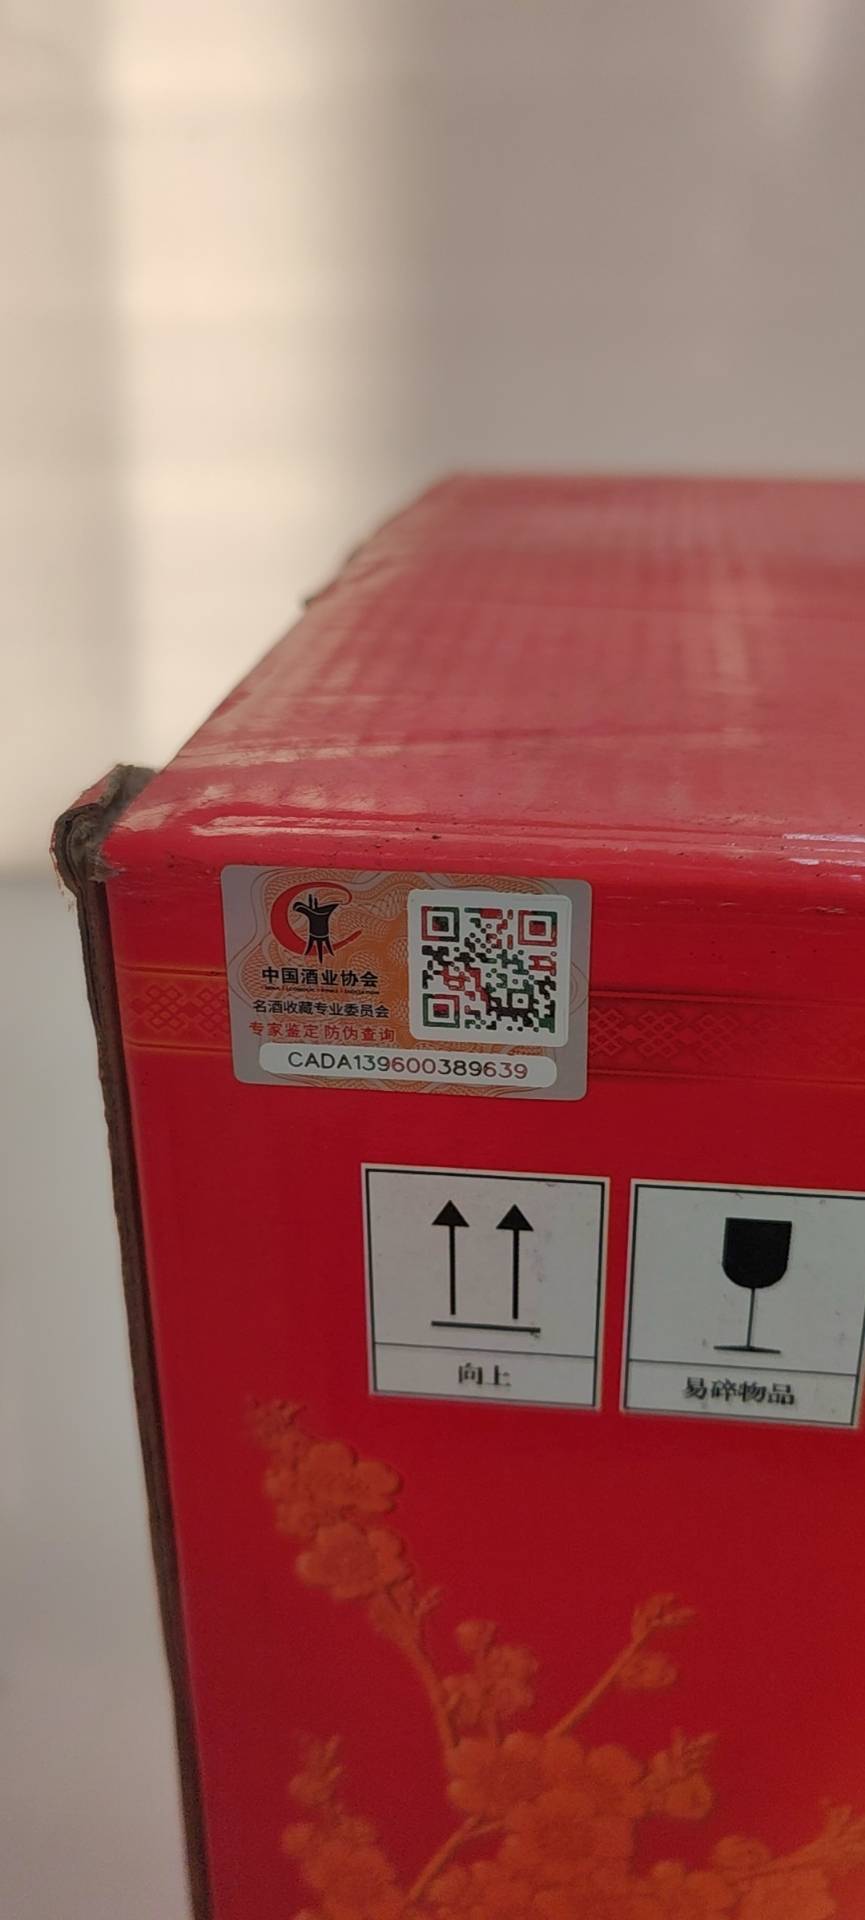 中国酒业协会
名酒收藏专业委员会
专家鉴定 防伪查询
CADA139600389639
向上
易碎物品